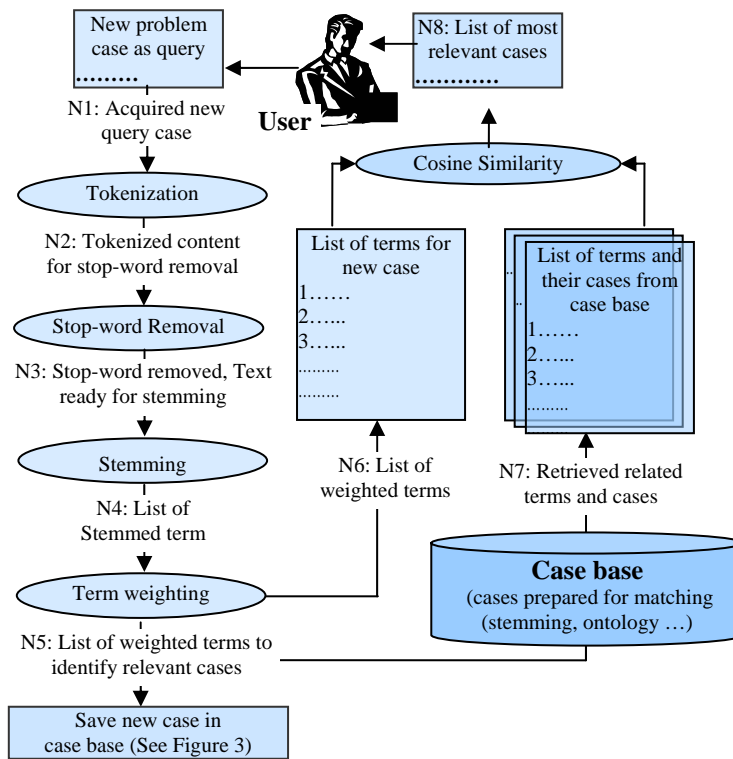 New problem
case as query
………
N1: Acquired new
query case
User
N8: List of most
relevant cases
…………
Tokenization
Cosine Similarity
N2: Tokenized content
for stop-word removal
List of terms for
new case
1……
2…...
3…...
………
………
List of terms and
their cases from
case base
1……
2…...
3…...
………
………
..
..
Stop-word Removal
N3: Stop-word removed, Text
ready for stemming
Stemming
N4: List of
Stemmed term
N6: List of
weighted terms
N7: Retrieved related
terms and cases
Term weighting
Case base
(cases prepared for matching
(stemming, ontology …)
N5: List of weighted terms to
identify relevant cases
Save new case in
case base (See Figure 3)